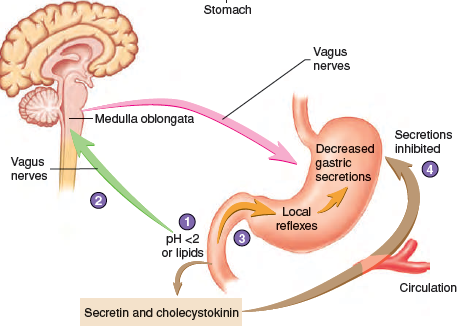 Stomach
Vagus
nerves
Medulla oblongata
Decreased
gastric
secretions
Secretions
inhibited
4
Vagus
nerves
2
1
pH <2
or lipids
3
Local
reflexes
Circulation
Secretin and cholecystokinin